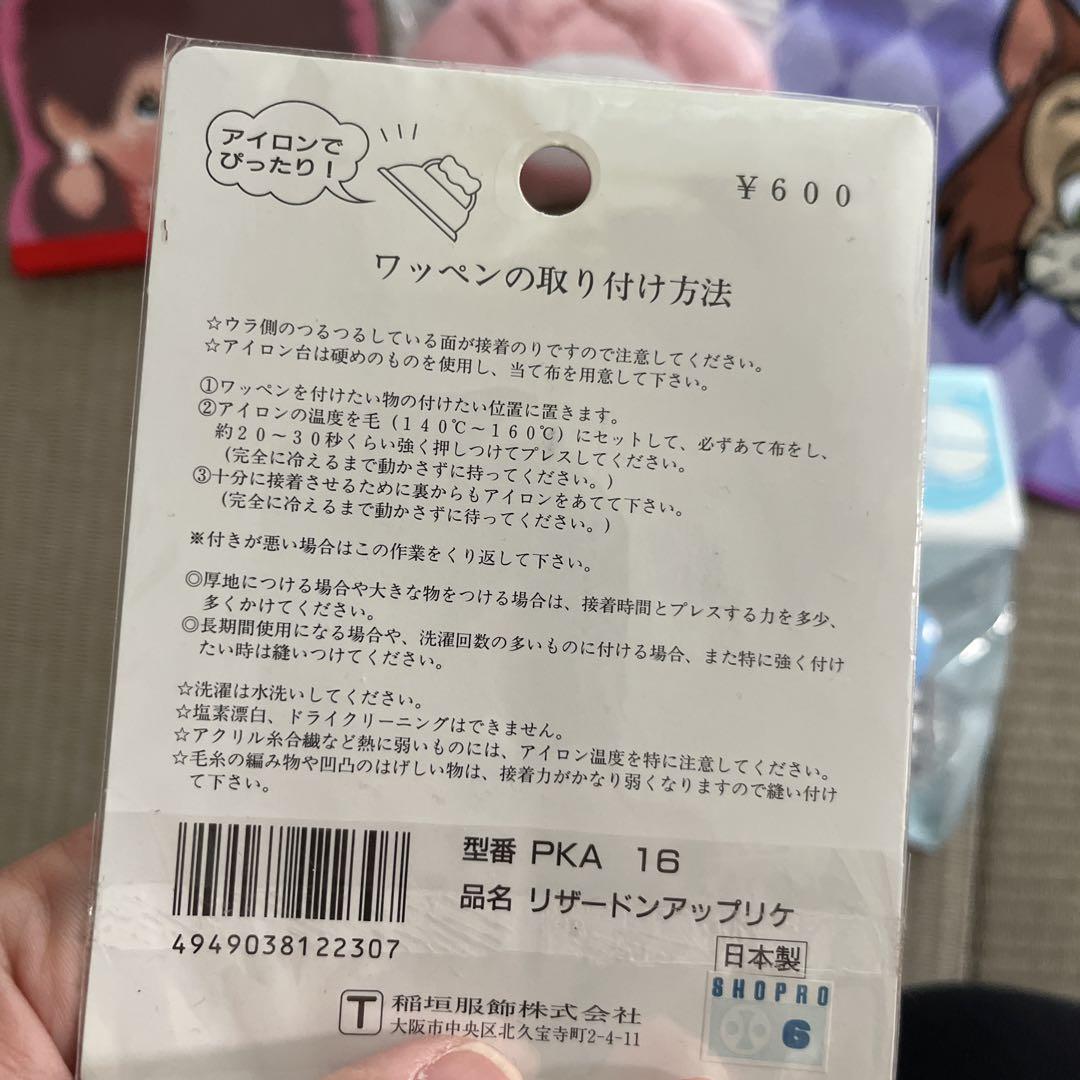 アイロンで
ぴったり！
￥６００
ワッペンの取り付け方法
☆ウラ側のつるつるしている面が接着のりですので注意してください。
☆アイロン台は硬めのものを使用し、当て布を用意して下さい。
①ワッペンを付けたい物の付けたい位置に置きます。
②アイロンの温度を毛（１４０℃～１６０℃）にセットして、必ずあて布をし、
約２０～３０秒くらい強く押しつけてプレスしてください。
（完全に冷えるまで動かさずに持ってください。）
③十分に接着させるために裏からもアイロンをあてて下さい。
（完全に冷えるまで動かさずに待ってください。）
※付きが悪い場合はこの作業をくり返して下さい。
◎厚地につける場合や大きな物をつける場合は、接着時間とプレスする力を多少、
多くかけてください。
◎長期間使用になる場合や、洗濯回数の多いものに付ける場合、また特に強く付け
たい時は縫いつけてください。
☆洗濯は水洗いしてください。
☆塩素漂白、ドライクリーニングはできません。
☆アクリル糸合繊など熱に弱いものには、アイロン温度を特に注意してください。
☆毛糸の編み物や凹凸のはげしい物は、接着力がかなり弱くなりますので縫い付け
て下さい。
型番 PKA 16
品名 リザードンアップリケ
4949038122307
日本製
SHOPRO
6
T 稲垣服飾株式会社
大阪市中央区北久宝寺町2-4-11